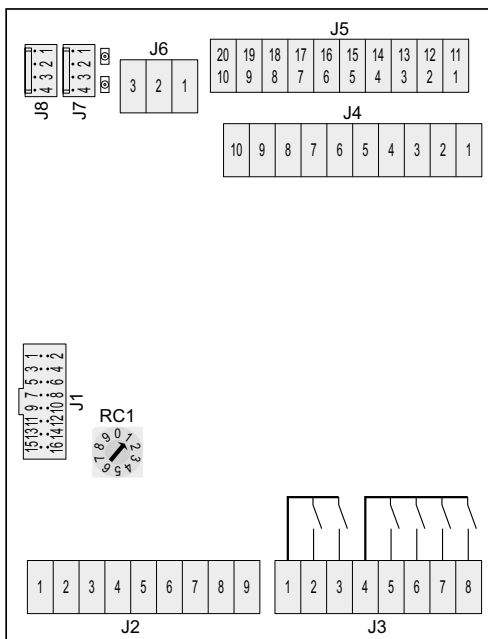 J5
J6
20 19 18 17 16 15 14 13 12 11
10 9 8 7 6 5 4 3 2 1
4 3 2 1
J8
4 3 2 1
J7
3 2 1
J4
10 9 8 7 6 5 4 3 2 1
15 13 11 9 7 5 3 1
16 14 12 10 8 6 4 2
J1
RC1
0 1 2 3 4 5 6 7 8 9
1 2 3 4 5 6 7 8 9
J2
1 2 3 4 5 6 7 8
J3